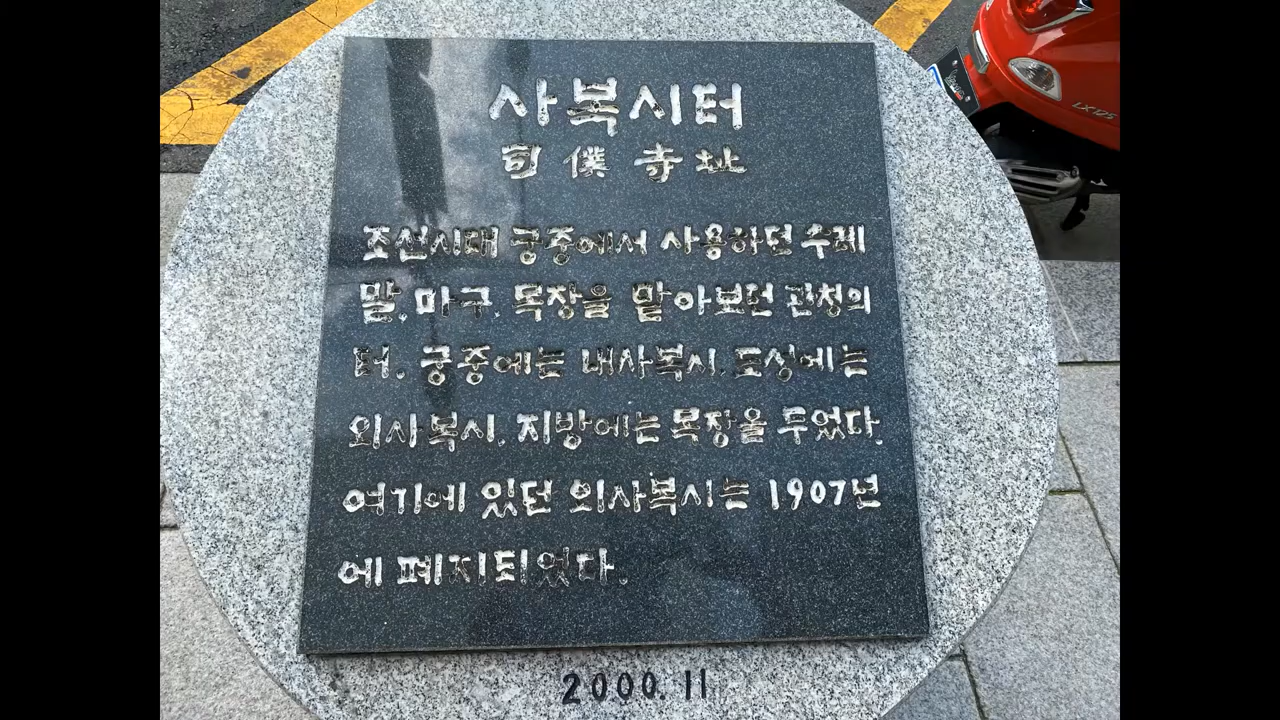 사복시터
司僕寺址
조선시대 궁중에서 사용하던 수레
말, 마구, 목장을 맡아보던 관청의
터. 궁중에는 내사복시, 도성에는
외사복시, 지방에는 목장을 두었다.
여기에 있던 외사복시는 1907년
에 폐지되었다.
2000. 11
LX125